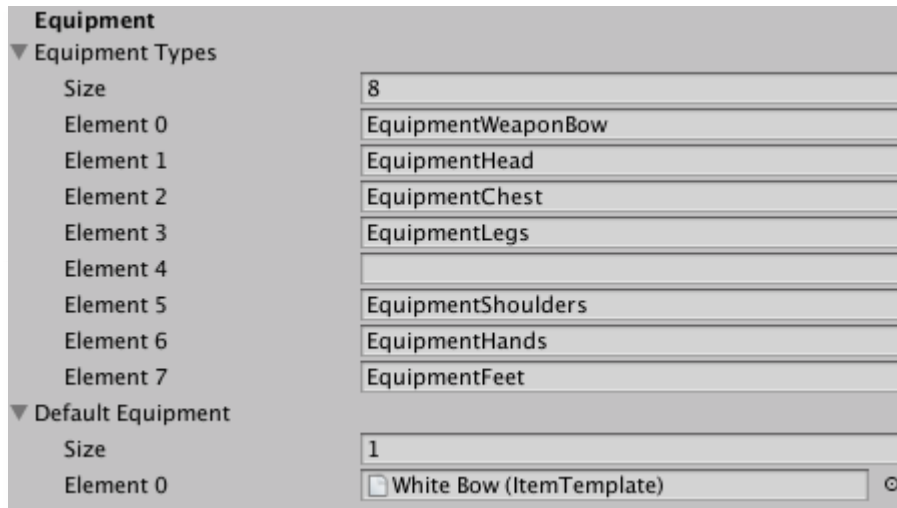 Equipment
Equipment Types
Size 8
Element 0 EquipmentWeaponBow
Element 1 EquipmentHead
Element 2 EquipmentChest
Element 3 EquipmentLegs
Element 4
Element 5 EquipmentShoulders
Element 6 EquipmentHands
Element 7 EquipmentFeet
Default Equipment
Size 1
Element 0 White Bow (ItemTemplate)